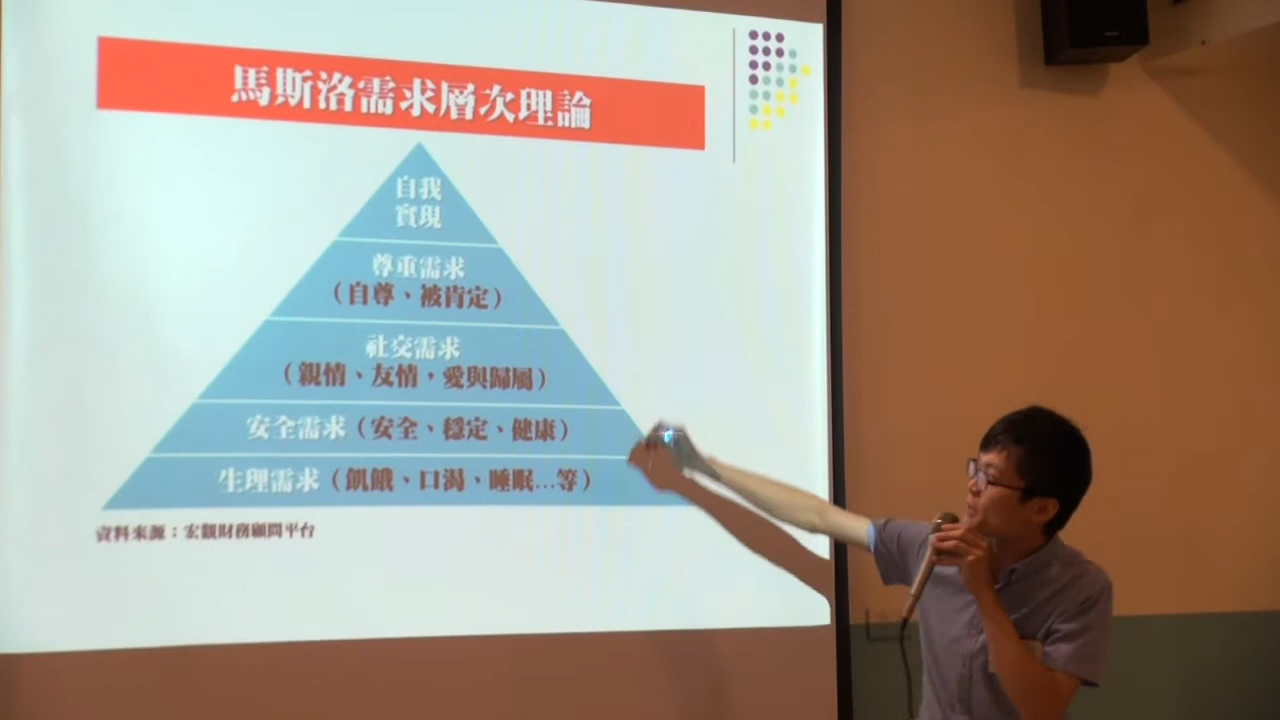 馬斯洛需求層次理論
自我
實現
尊重需求
（自尊、被肯定）
社交需求
（親情、友情，愛與歸屬）
安全需求（安全、穩定、健康）
生理需求（飢餓、口渴、睡眠...等）
資料來源：宏觀財務顧問平台